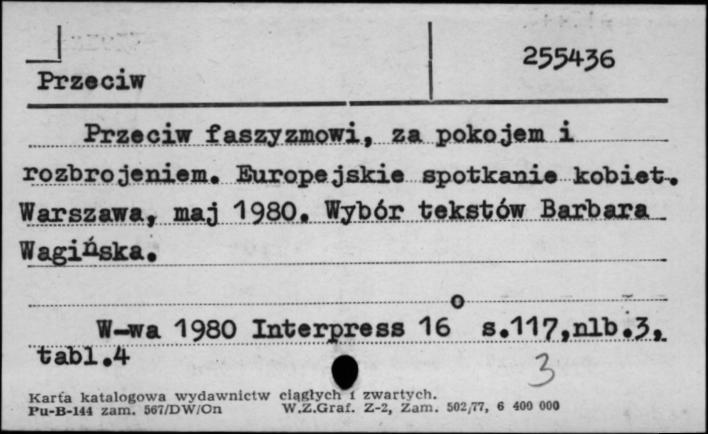 255436
Przeciw
Przeciw faszyzmowi, za pokojem i
rozbrojeniem. Europejskie spotkanie kobiet.
Warszawa, maj 1980. Wybór tekstów Barbara
Wagińska.
W-wa 1980 Interpress 16° s.117,nlb.3,
tabl.4
3
Karta katalogowa wydawnictw ciągłych i zwartych.
Pu-B-144 zam. 567/DW/On W.Z.Graf. Z-2, Zam. 502/77, 6 400 000